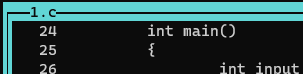 1.c
24 int main()
25 {
26 int input